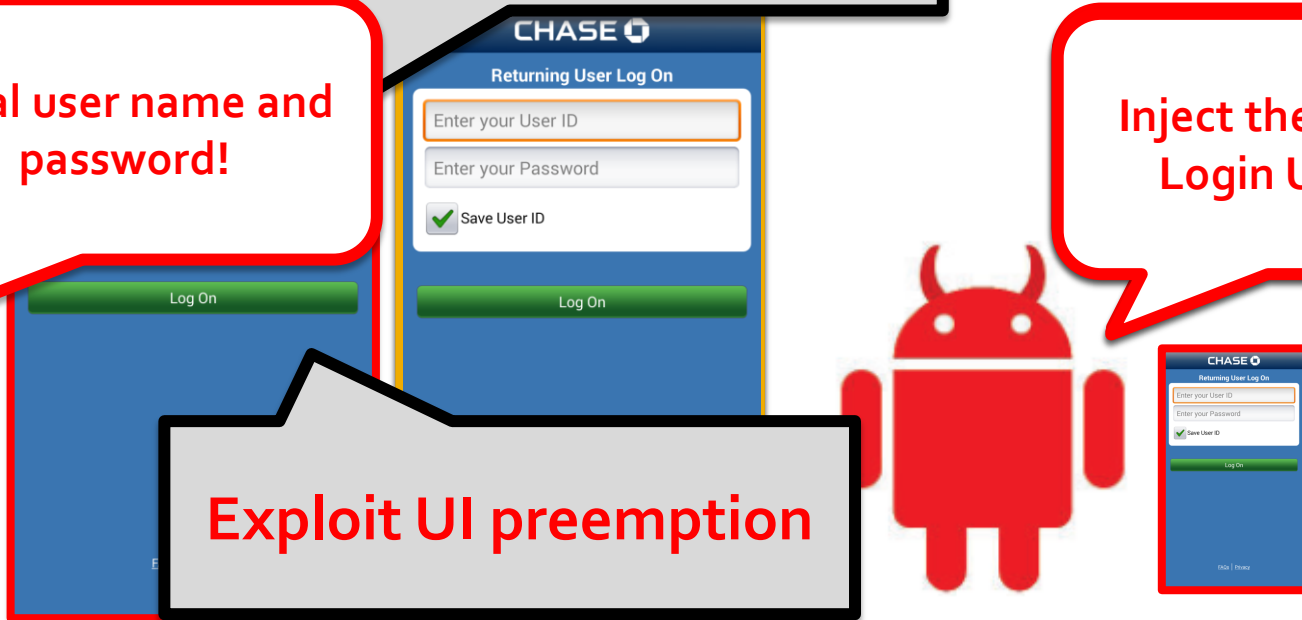 al user name and
password!
CHASE
Returning User Log On
Enter your User ID
Enter your Password
Save User ID
Log On
Log On
Exploit UI preemption
Inject the
Login U
CHASE
Returning User Log On
Enter your User ID
Enter your Password
Save User ID
Log On
FAQs | Privacy